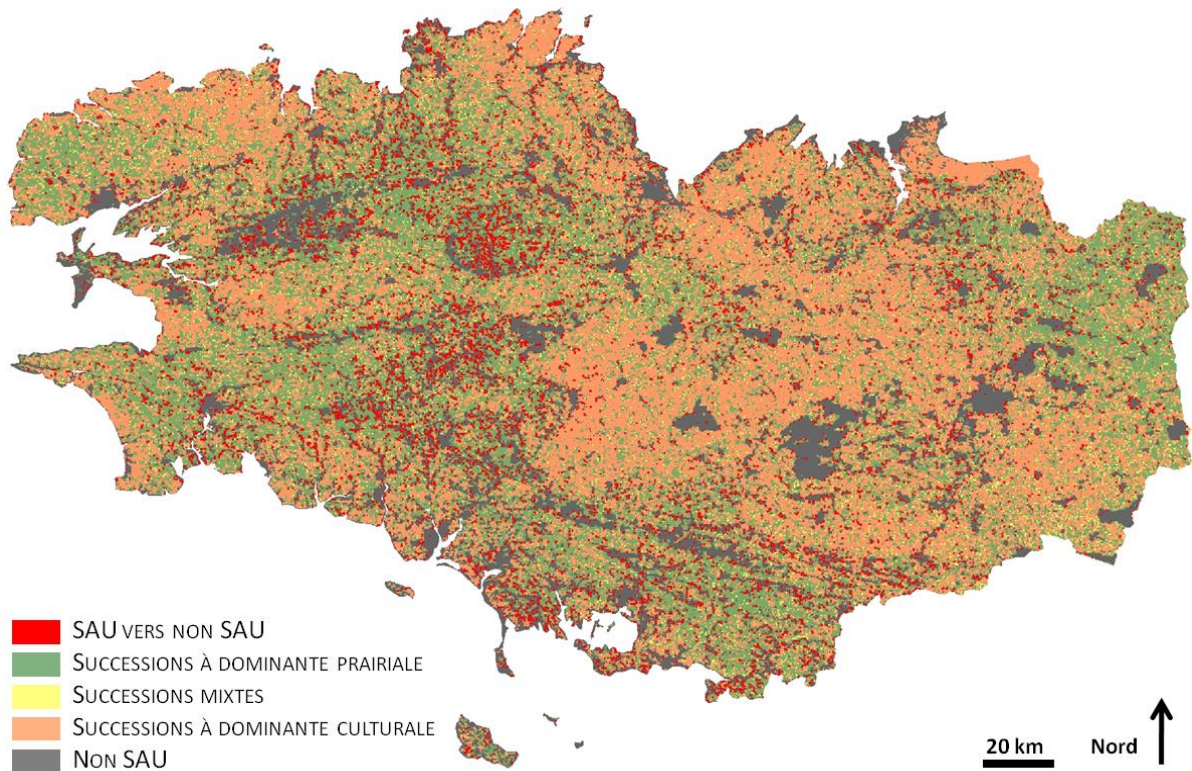 SAU VERS NON SAU
SUCCESSIONS À DOMINANTE PRAIRIALE
SUCCESSIONS MIXTES
SUCCESSIONS À DOMINANTE CULTURALE
NON SAU
20 km
Nord